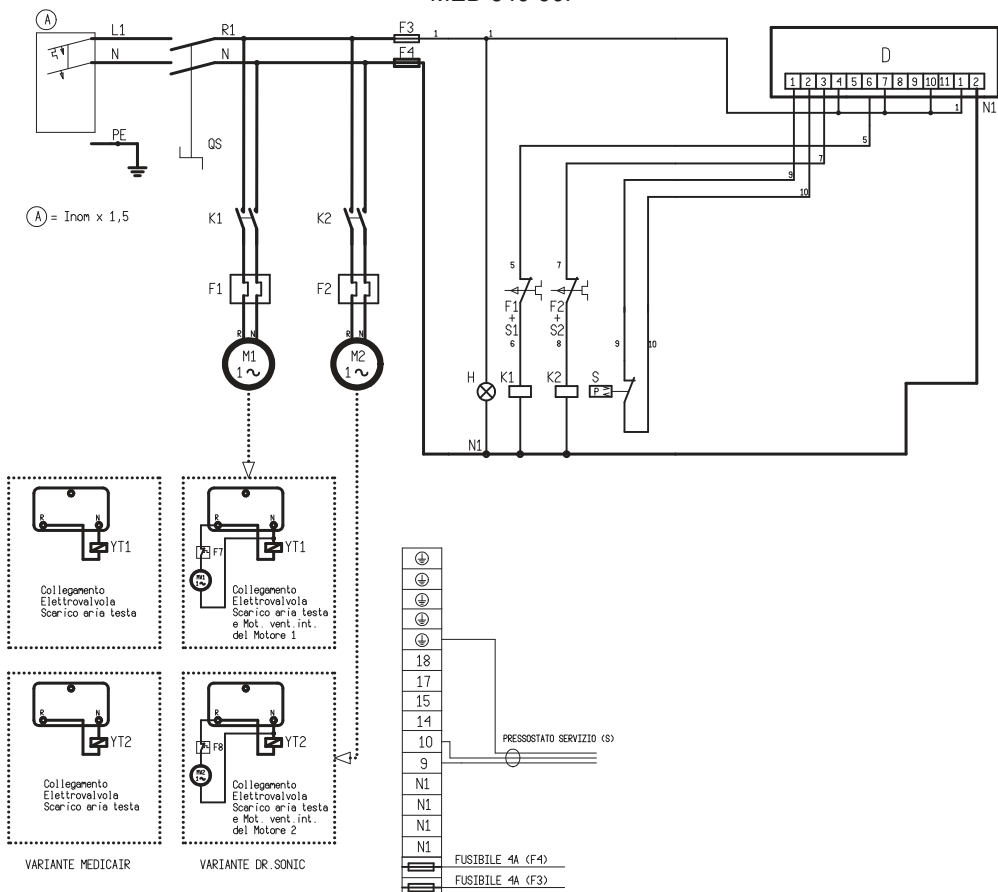 A
L1
R1
F3
1
1
N
N
F4
D
1 2 3 4 5 6 7 8 9 10 11 1 2
1
N1
PE
QS
5
7
9
10
A = Inom x 1,5
K1
K2
5
7
F1
F2
F1
+
S1
F2
+
S2
6
8
9
10
R N
R N
M1
1 ~
M2
1 ~
H
K1
K2
S
P
N1
R
N
YT1
Collegamento
Elettrovalvola
Scarico aria testa
R
N
F7
YT1
MV1
1~
Collegamento
Elettrovalvola
Scarico aria testa
e Mot. vent.int.
del Motore 1
R
N
YT2
Collegamento
Elettrovalvola
Scarico aria testa
R
N
F8
YT2
MV2
1~
Collegamento
Elettrovalvola
Scarico aria testa
e Mot. vent.int.
del Motore 2
VARIANTE MEDICAIR
VARIANTE DR.SONIC
18
17
15
14
10
9
N1
N1
N1
N1
PRESSOSTATO SERVIZIO (S)
FUSIBILE 4A (F4)
FUSIBILE 4A (F3)